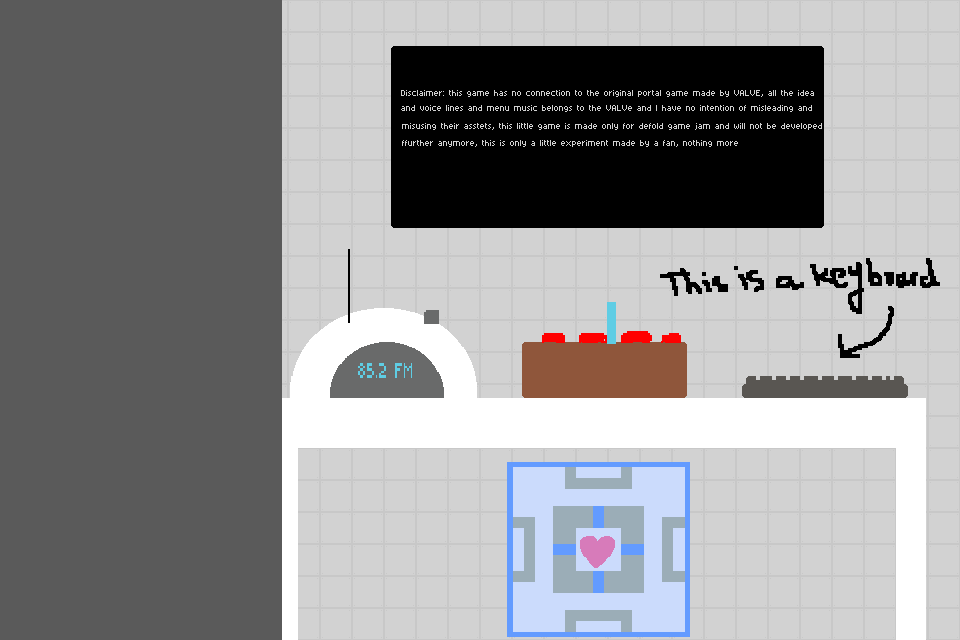 Disclaimer: this game has no connection to the original portal game made by VALVE, all the idea
and voice lines and menu music belongs to the VALVe and I have no intention of misleading and
misusing their asstets, this little game is made only for defold game jam and will not be developed
ffurther anymore, this is only a little experiment made by a fan, nothing more
This is a keyboard
85.2 FM